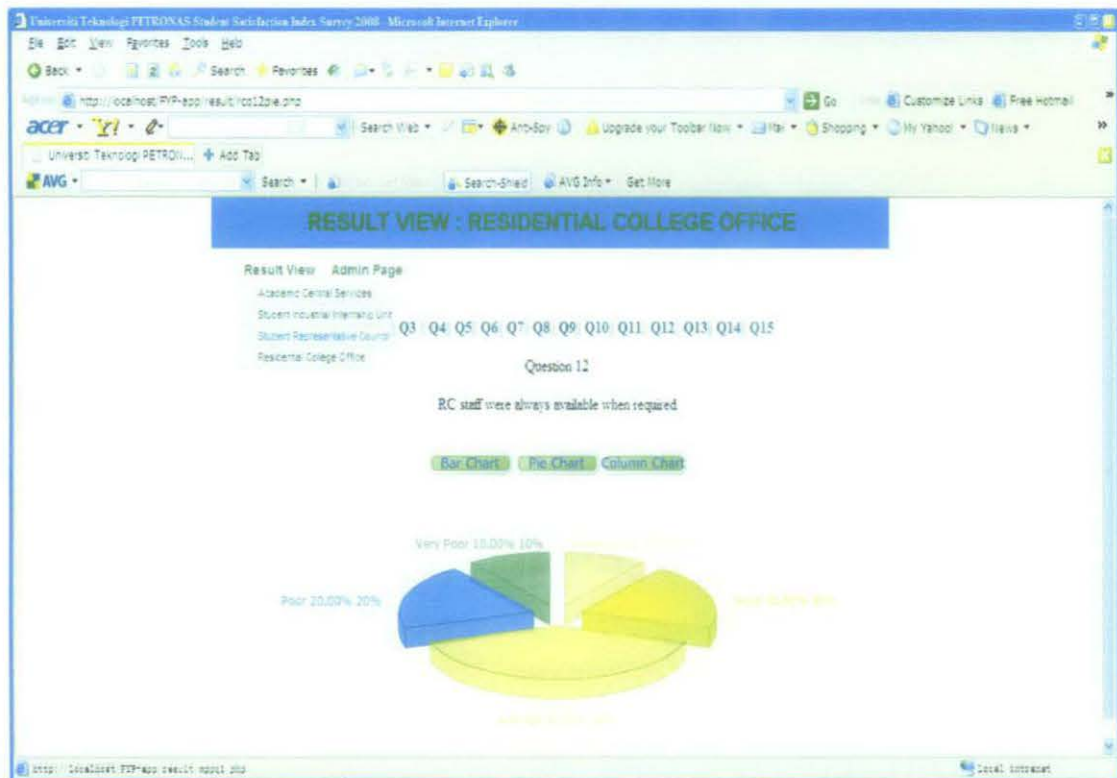 Universiti Teknologi PETRONAS Student Satisfaction Index Survey 2008 - Microsoft Internet Explorer
File Edit View Favorites Tools Help
Back Search Favorites
http://localhost/FYP-app/result/rco12pie.php Go Customize Links Free Hotmail
acer Y! Search Web Anti-Spy Upgrade your Toolbar Now Mail Shopping My Yahoo! News
Universiti Teknologi PETRON... Add Tab
AVG Search Search-Shield AVG Info Get More
RESULT VIEW : RESIDENTIAL COLLEGE OFFICE
Result View Admin Page
Academic Central Services
Student Industrial Internship Unit
Student Representative Council
Residential College Office
Q3 Q4 Q5 Q6 Q7 Q8 Q9 Q10 Q11 Q12 Q13 Q14 Q15
Question 12
RC staff were always available when required
Bar Chart Pie Chart Column Chart
Very Poor 10.00% 10%
Poor 20.00% 20%
Local intranet